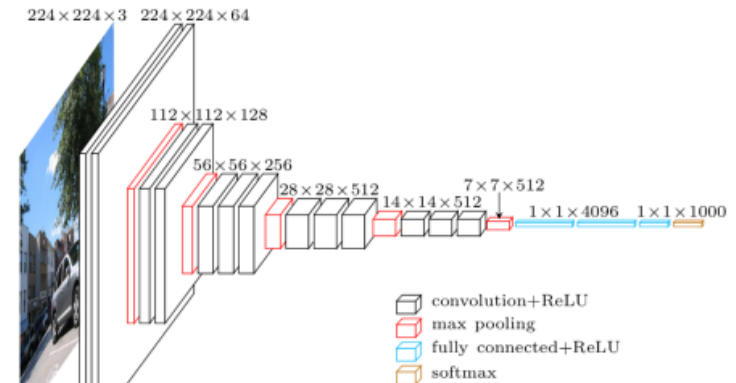 224×224×3 224×224×64
112×112×128
56×56×256
28×28×512
14×14×512
7×7×512
1×1×4096 1×1×1000
convolution+ReLU
max pooling
fully connected+ReLU
softmax